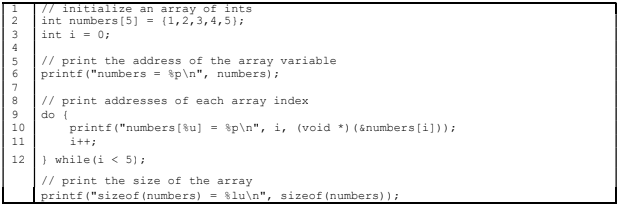 1 // initialize an array of ints
2 int numbers[5] = {1,2,3,4,5};
3 int i = 0;
4
5 // print the address of the array variable
6 printf("numbers = %p\n", numbers);
7
8 // print addresses of each array index
9 do {
10 printf("numbers[%u] = %p\n", i, (void *)(&numbers[i]));
11 i++;
12 } while(i < 5);
// print the size of the array
printf("sizeof(numbers) = %lu\n", sizeof(numbers));